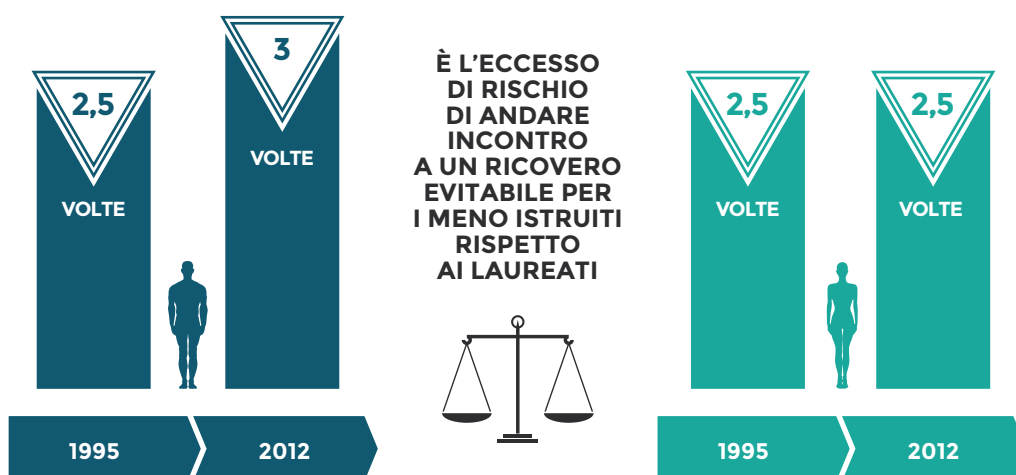 2,5
VOLTE
3
VOLTE
1995
2012
È L’ECCESSO
DI RISCHIO
DI ANDARE
INCONTRO
A UN RICOVERO
EVITABILE PER
I MENO ISTRUITI
RISPETTO
AI LAUREATI
2,5
VOLTE
2,5
VOLTE
1995
2012